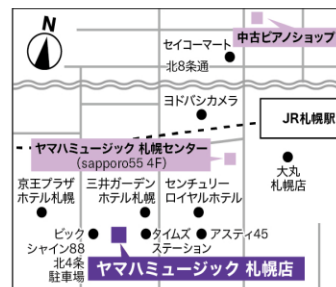 N
中古ピアノショップ
セイコーマート
北8条通
ヨドバシカメラ
JR札幌駅
ヤマハミュージック 札幌センター
(sapporo55 4F)
大丸
札幌店
京王プラザ
ホテル札幌
三井ガーデン
ホテル札幌
センチュリー
ロイヤルホテル
ビック
シャイン88
北4条
駐車場
タイムズ
ステーション
アスティ45
ヤマハミュージック 札幌店